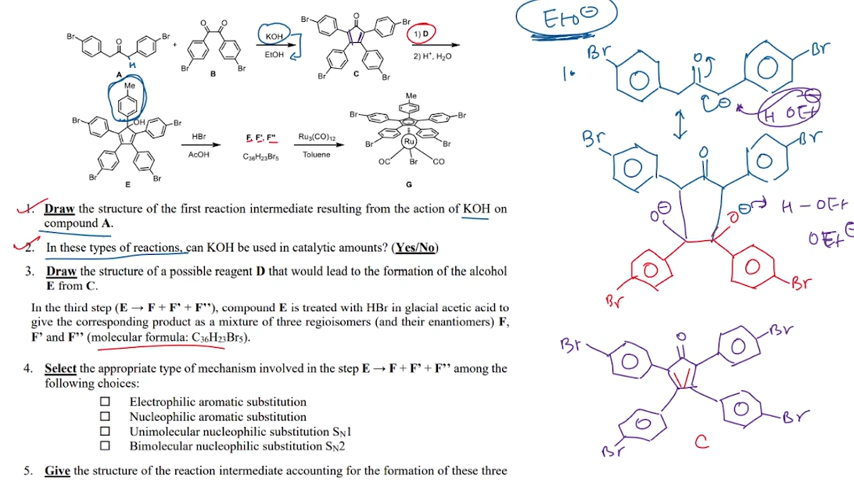 Br
O
Br
H
A
+
O
O
Br
Br
B
KOH
EtOH
Br
O
Br
Br
Br
C
1) D
2) H⁺, H₂O
Me
OH
Br
Br
Br
Br
E
HBr
AcOH
F, F', F''
C₃₆H₂₃Br₅
Ru₃(CO)₁₂
Toluene
Me
Br
Br
Br
Br
Ru
OC
Br
CO
G
1. Draw the structure of the first reaction intermediate resulting from the action of KOH on
compound A.
2. In these types of reactions, can KOH be used in catalytic amounts? (Yes/No)
3. Draw the structure of a possible reagent D that would lead to the formation of the alcohol
E from C.
In the third step (E → F + F' + F''), compound E is treated with HBr in glacial acetic acid to
give the corresponding product as a mixture of three regioisomers (and their enantiomers) F,
F' and F'' (molecular formula: C₃₆H₂₃Br₅).
4. Select the appropriate type of mechanism involved in the step E → F + F' + F'' among the
following choices:
☐ Electrophilic aromatic substitution
☐ Nucleophilic aromatic substitution
☐ Unimolecular nucleophilic substitution SN1
☐ Bimolecular nucleophilic substitution SN2
5. Give the structure of the reaction intermediate accounting for the formation of these three
EtO⊖
1.
Br
O
Br
⊖
H OEt
Br
O
Br
O⊖
O⊖
H – OEt
OEt⊖
Br
Br
Br
O
Br
Br
Br
C